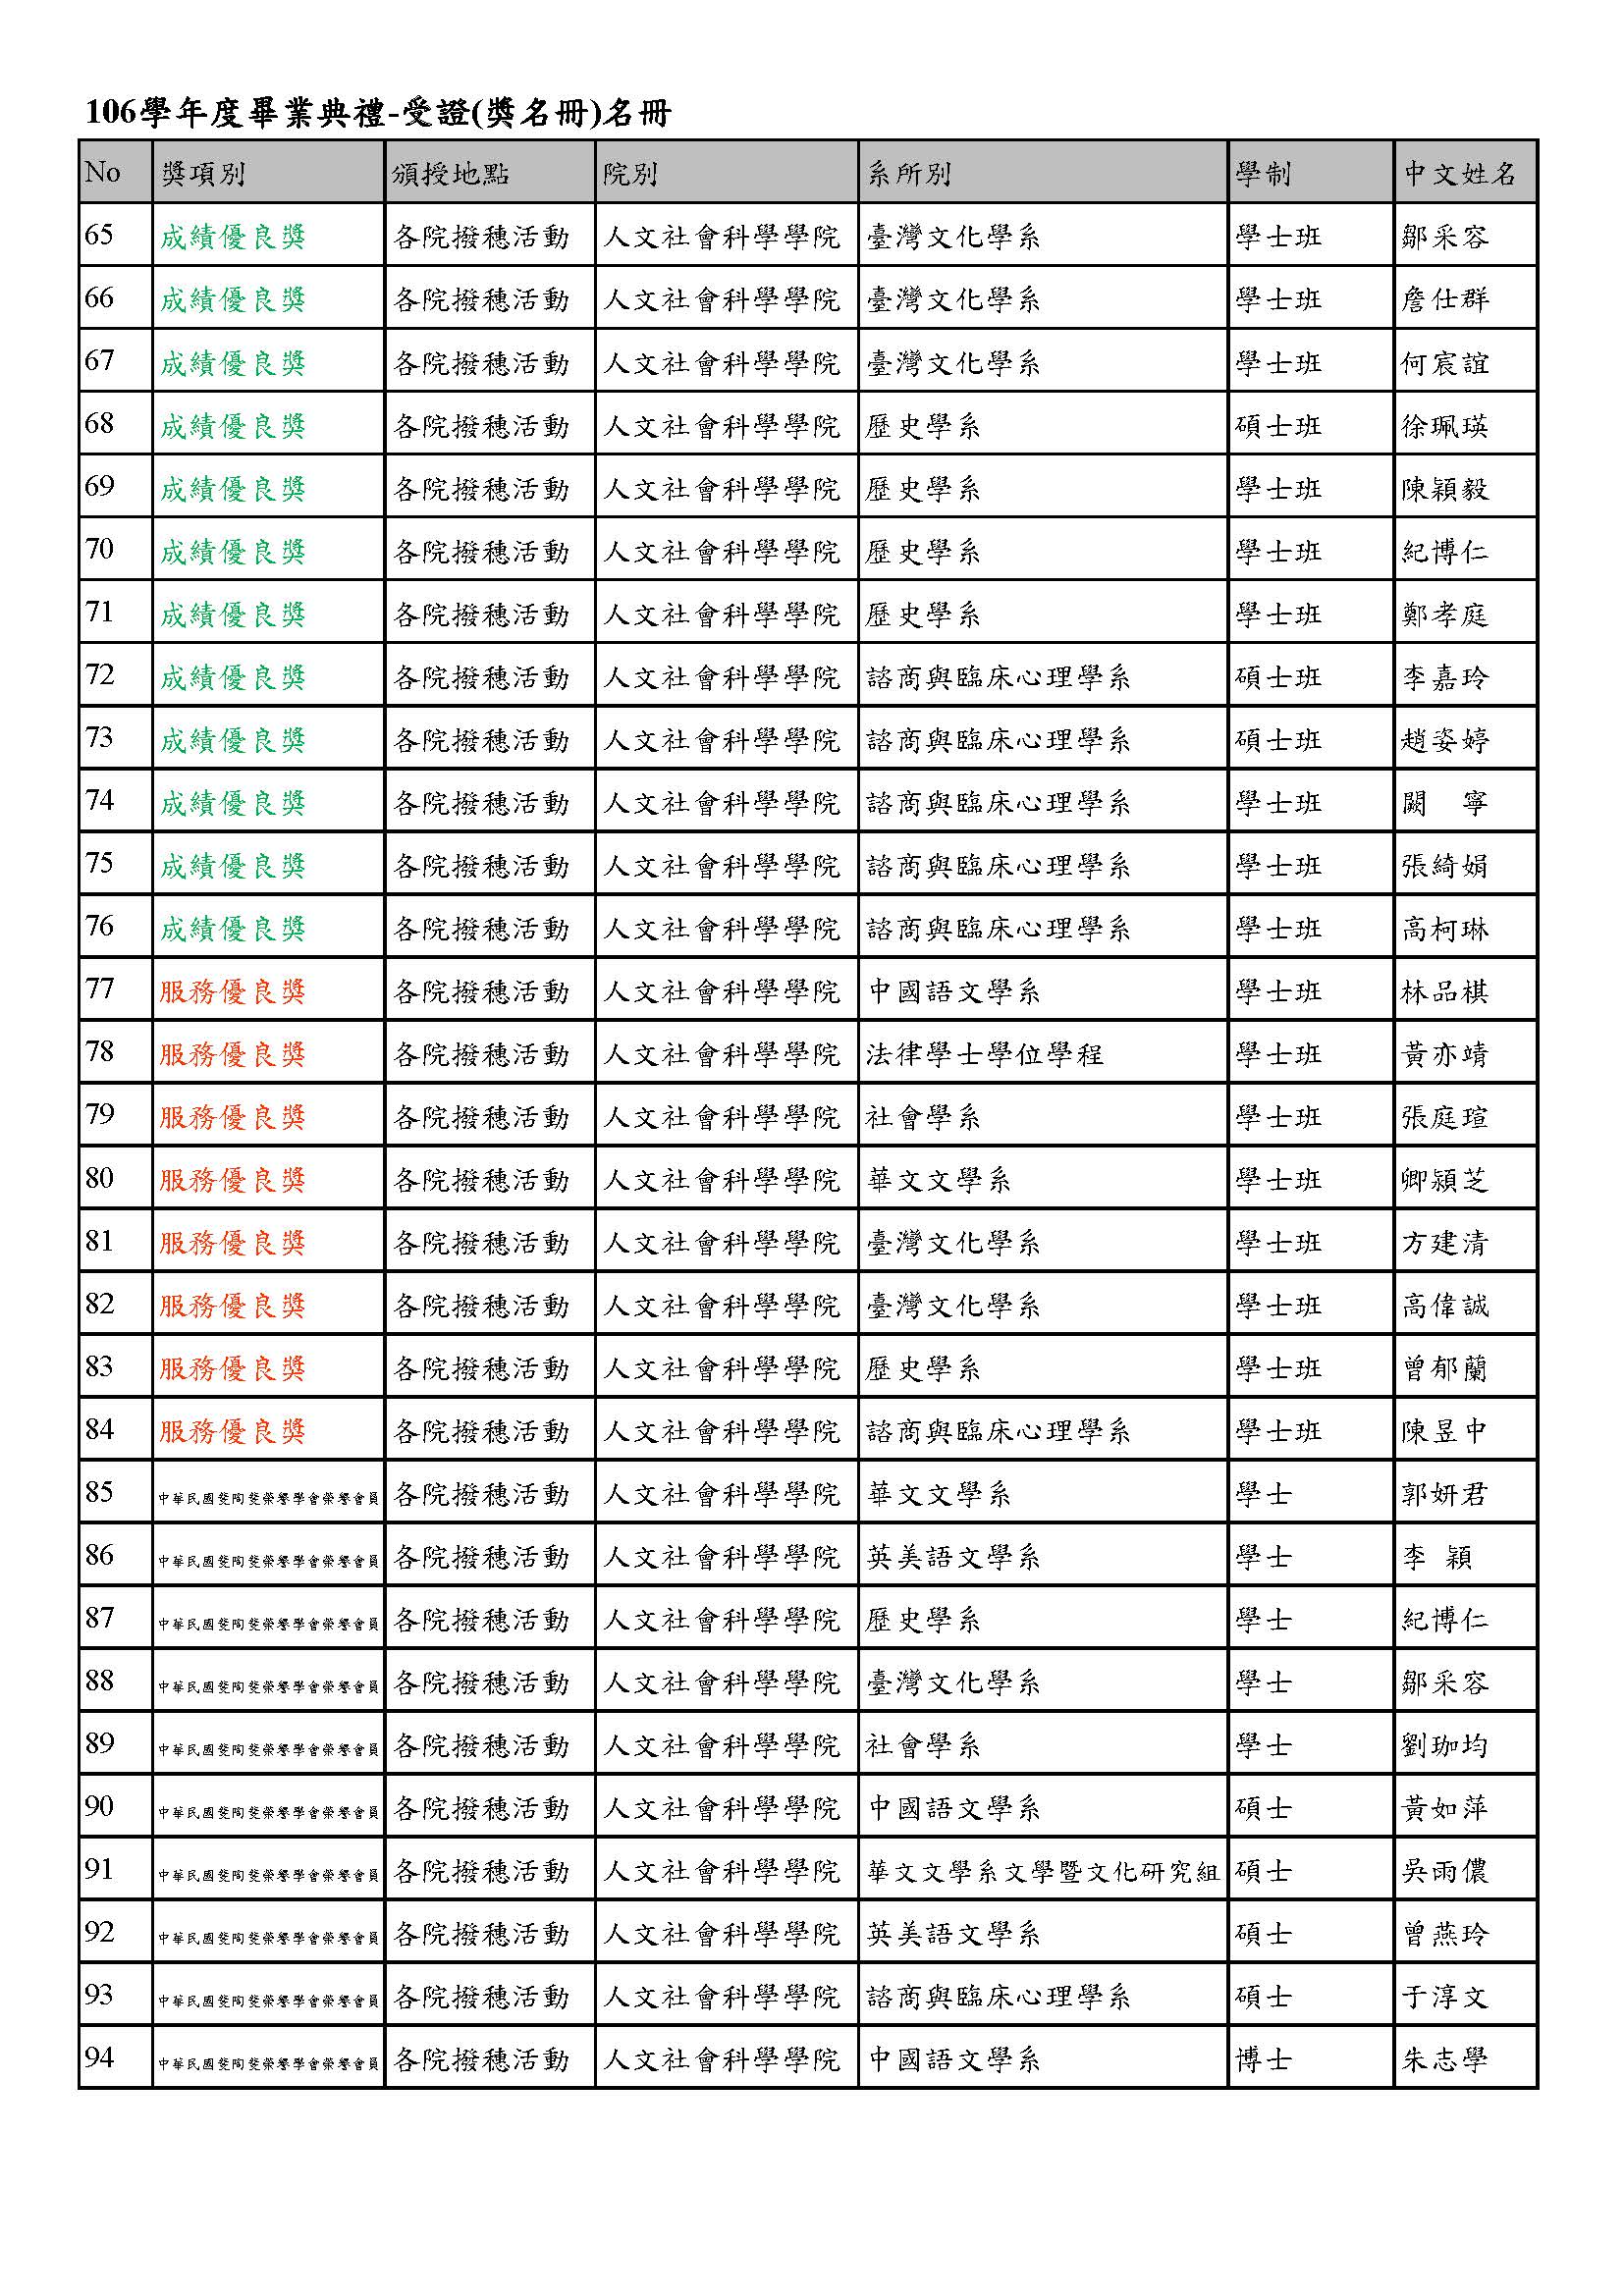 106學年度畢業典禮-受證(獎名冊)名冊
No 獎項別 頒授地點 院別 系所別 學制 中文姓名
65 成績優良獎 各院撥穗活動 人文社會科學學院 臺灣文化學系 學士班 鄒采容
66 成績優良獎 各院撥穗活動 人文社會科學學院 臺灣文化學系 學士班 詹仕群
67 成績優良獎 各院撥穗活動 人文社會科學學院 臺灣文化學系 學士班 何宸誼
68 成績優良獎 各院撥穗活動 人文社會科學學院 歷史學系 碩士班 徐珮瑛
69 成績優良獎 各院撥穗活動 人文社會科學學院 歷史學系 學士班 陳穎毅
70 成績優良獎 各院撥穗活動 人文社會科學學院 歷史學系 學士班 紀博仁
71 成績優良獎 各院撥穗活動 人文社會科學學院 歷史學系 學士班 鄭孝庭
72 成績優良獎 各院撥穗活動 人文社會科學學院 諮商與臨床心理學系 碩士班 李嘉玲
73 成績優良獎 各院撥穗活動 人文社會科學學院 諮商與臨床心理學系 碩士班 趙姿婷
74 成績優良獎 各院撥穗活動 人文社會科學學院 諮商與臨床心理學系 學士班 闕　寧
75 成績優良獎 各院撥穗活動 人文社會科學學院 諮商與臨床心理學系 學士班 張綺娟
76 成績優良獎 各院撥穗活動 人文社會科學學院 諮商與臨床心理學系 學士班 高柯琳
77 服務優良獎 各院撥穗活動 人文社會科學學院 中國語文學系 學士班 林品棋
78 服務優良獎 各院撥穗活動 人文社會科學學院 法律學士學位學程 學士班 黃亦靖
79 服務優良獎 各院撥穗活動 人文社會科學學院 社會學系 學士班 張庭瑄
80 服務優良獎 各院撥穗活動 人文社會科學學院 華文文學系 學士班 卿潁芝
81 服務優良獎 各院撥穗活動 人文社會科學學院 臺灣文化學系 學士班 方建清
82 服務優良獎 各院撥穗活動 人文社會科學學院 臺灣文化學系 學士班 高偉誠
83 服務優良獎 各院撥穗活動 人文社會科學學院 歷史學系 學士班 曾郁蘭
84 服務優良獎 各院撥穗活動 人文社會科學學院 諮商與臨床心理學系 學士班 陳昱中
85 中華民國斐陶斐榮譽學會榮譽會員 各院撥穗活動 人文社會科學學院 華文文學系 學士 郭妍君
86 中華民國斐陶斐榮譽學會榮譽會員 各院撥穗活動 人文社會科學學院 英美語文學系 學士 李 穎
87 中華民國斐陶斐榮譽學會榮譽會員 各院撥穗活動 人文社會科學學院 歷史學系 學士 紀博仁
88 中華民國斐陶斐榮譽學會榮譽會員 各院撥穗活動 人文社會科學學院 臺灣文化學系 學士 鄒采容
89 中華民國斐陶斐榮譽學會榮譽會員 各院撥穗活動 人文社會科學學院 社會學系 學士 劉珈均
90 中華民國斐陶斐榮譽學會榮譽會員 各院撥穗活動 人文社會科學學院 中國語文學系 碩士 黃如萍
91 中華民國斐陶斐榮譽學會榮譽會員 各院撥穗活動 人文社會科學學院 華文文學系文學暨文化研究組 碩士 吳雨儂
92 中華民國斐陶斐榮譽學會榮譽會員 各院撥穗活動 人文社會科學學院 英美語文學系 碩士 曾燕玲
93 中華民國斐陶斐榮譽學會榮譽會員 各院撥穗活動 人文社會科學學院 諮商與臨床心理學系 碩士 于淳文
94 中華民國斐陶斐榮譽學會榮譽會員 各院撥穗活動 人文社會科學學院 中國語文學系 博士 朱志學